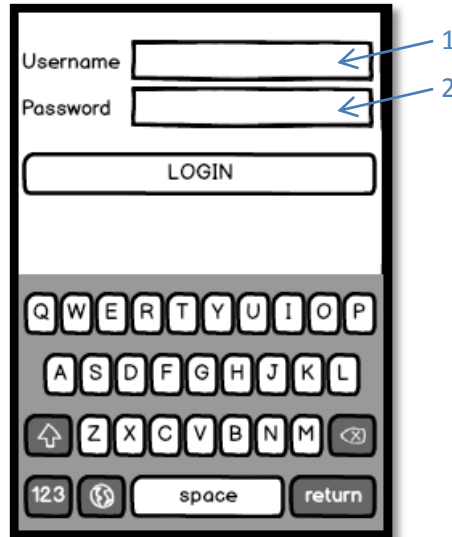 Username 1
Password 2
LOGIN
Q W E R T Y U I O P
A S D F G H J K L
Z X C V B N M
123 space return